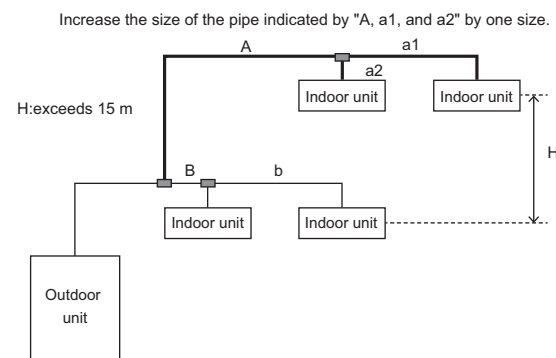 Increase the size of the pipe indicated by "A, a1, and a2" by one size.
A
a1
a2
Indoor unit
Indoor unit
H:exceeds 15 m
H
B
b
Indoor unit
Indoor unit
Outdoor
unit